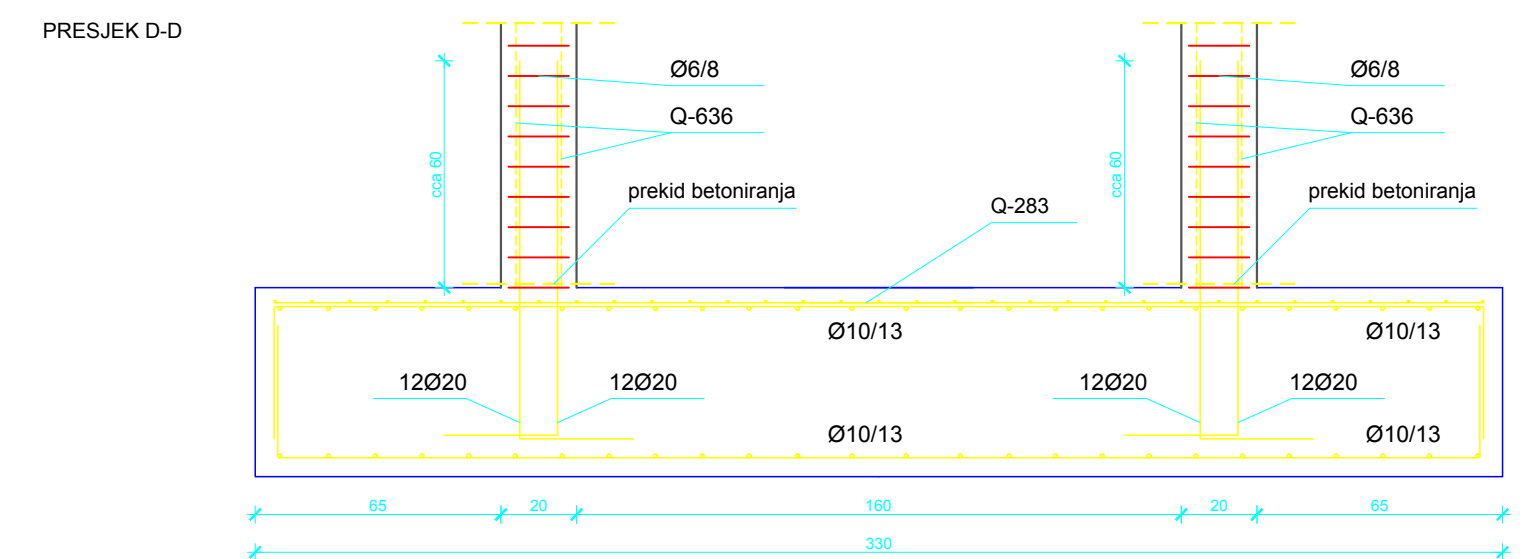 PRESJEK D-D
Ø6/8
Ø6/8
Q-636
Q-636
cca 60
cca 60
prekid betoniranja
Q-283
prekid betoniranja
Ø10/13
Ø10/13
12Ø20
12Ø20
12Ø20
12Ø20
Ø10/13
Ø10/13
65
20
160
20
65
330